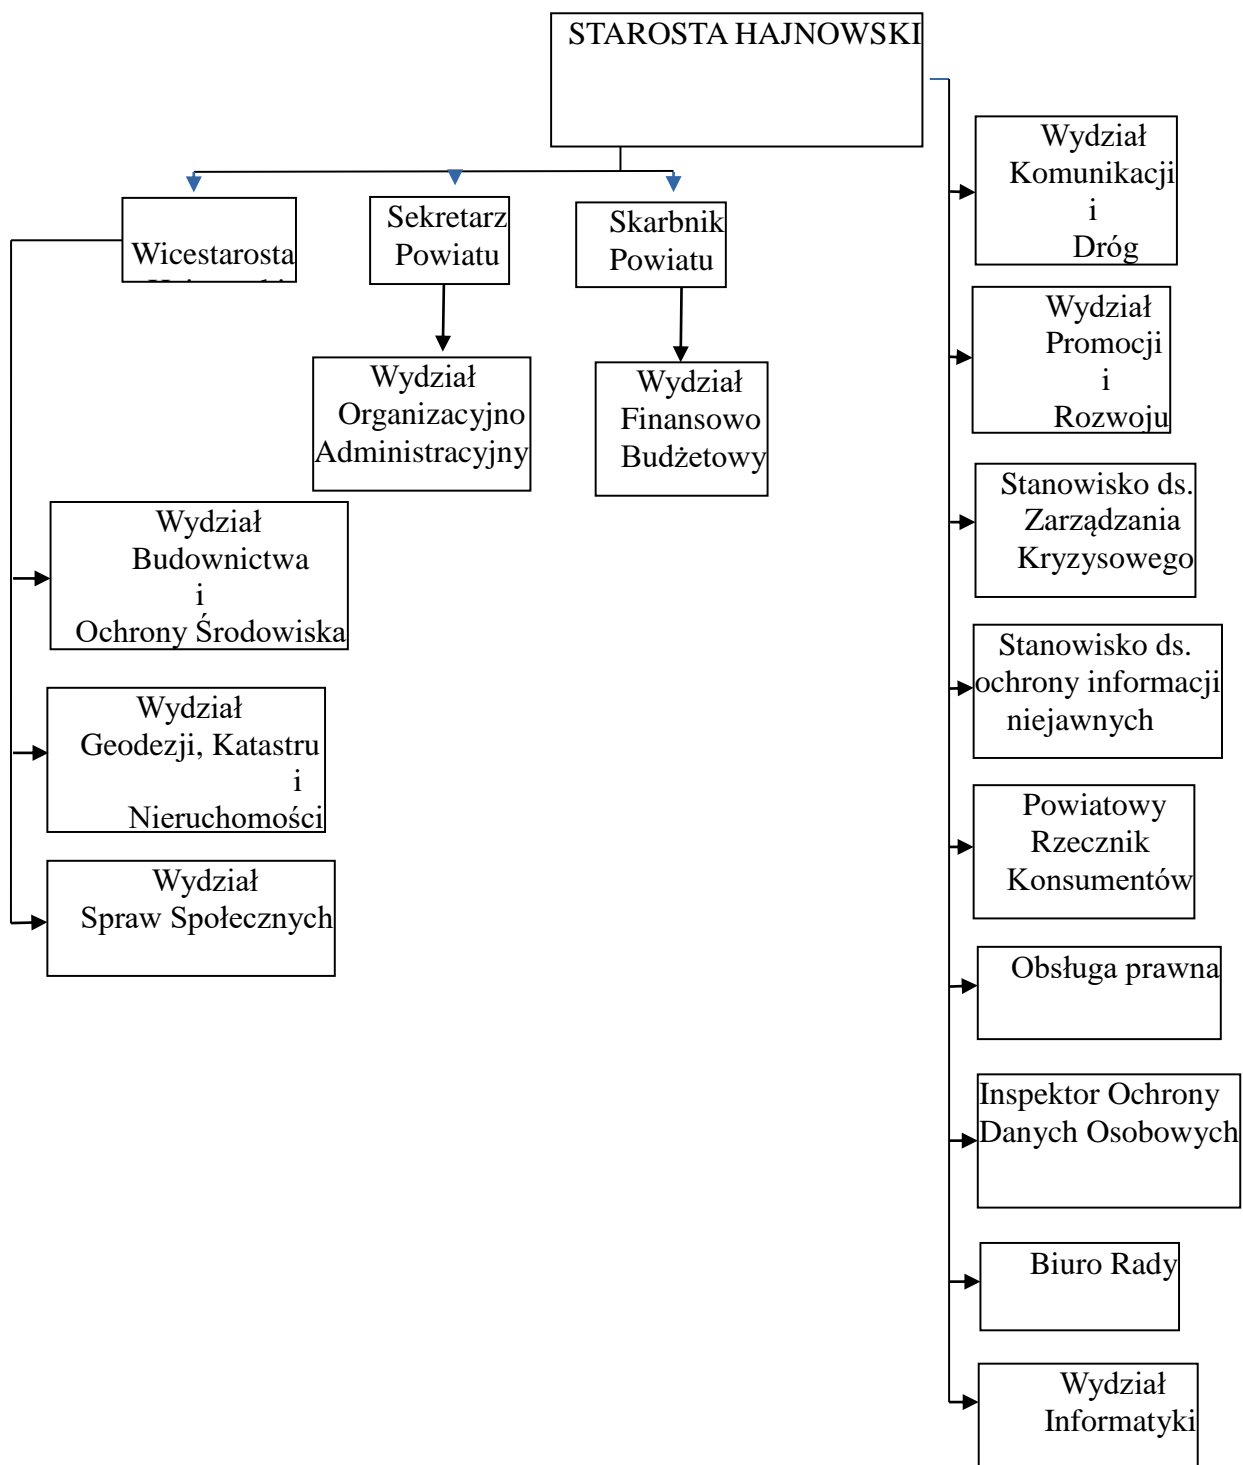 STAROSTA HAJNOWSKI
Wicestarosta
Sekretarz
Powiatu
Skarbnik
Powiatu
Wydział
Organizacyjno
Administracyjny
Wydział
Finansowo
Budżetowy
Wydział
Budownictwa
i
Ochrony Środowiska
Wydział
Geodezji, Katastru
i
Nieruchomości
Wydział
Spraw Społecznych
Wydział
Komunikacji
i
Dróg
Wydział
Promocji
i
Rozwoju
Stanowisko ds.
Zarządzania
Kryzysowego
Stanowisko ds.
ochrony informacji
niejawnych
Powiatowy
Rzecznik
Konsumentów
Obsługa prawna
Inspektor Ochrony
Danych Osobowych
Biuro Rady
Wydział
Informatyki